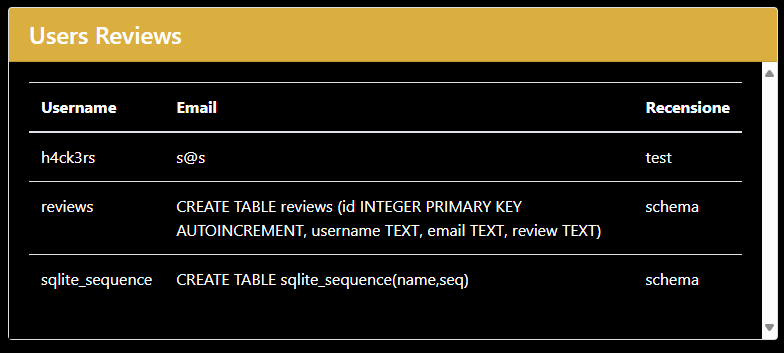 Users Reviews
Username Email Recensione
h4ck3rs s@s test
reviews CREATE TABLE reviews (id INTEGER PRIMARY KEY schema
AUTOINCREMENT, username TEXT, email TEXT, review TEXT)
sqlite_sequence CREATE TABLE sqlite_sequence(name,seq) schema